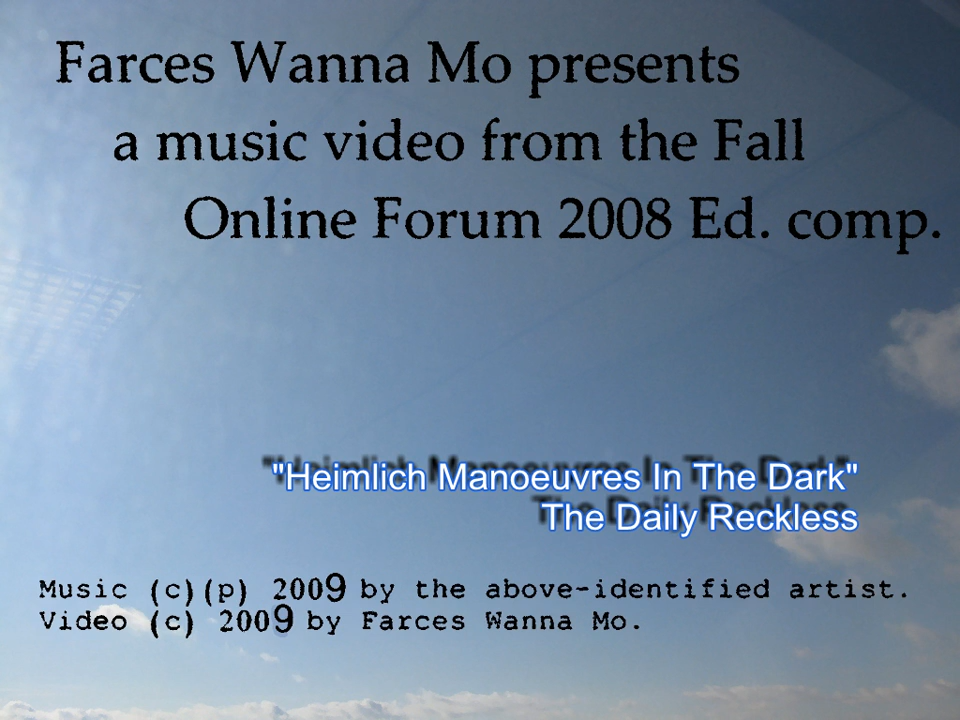 Farces Wanna Mo presents
a music video from the Fall
Online Forum 2008 Ed. comp.
"Heimlich Manoeuvres In The Dark"
The Daily Reckless
Music (c)(p) 2009 by the above-identified artist.
Video (c) 2009 by Farces Wanna Mo.